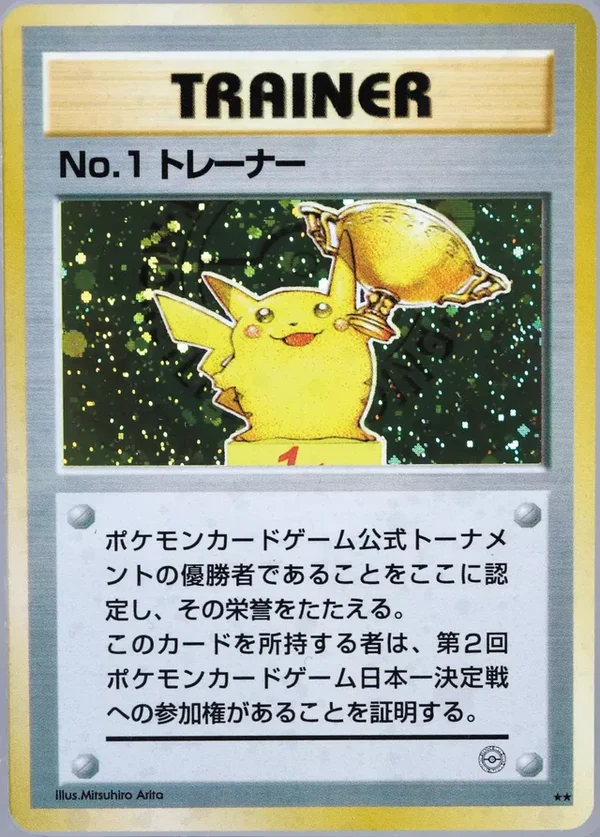 TRAINER
No.1 トレーナー
1
ポケモンカードゲーム公式トーナメ
ントの優勝者であることをここに認
定し、その栄誉をたたえる。
このカードを所持する者は、第2回
ポケモンカードゲーム日本一決定戦
への参加権があることを証明する。
Illus.Mitsuhiro Arita
★★